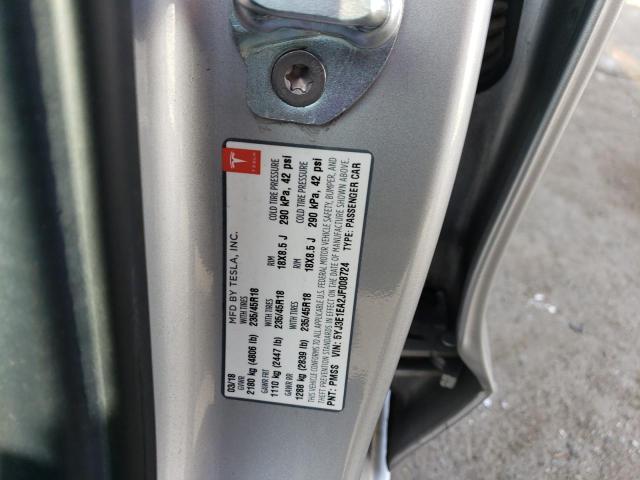 TESLA
MFD BY TESLA, INC.
03/18
GVWR WITH TIRES RIM COLD TIRE PRESSURE
2180 kg (4806 lb) 235/45R18 18X8.5 J 290 kPa, 42 psi
GAWR FRT WITH TIRES RIM COLD TIRE PRESSURE
1110 kg (2447 lb) 235/45R18 18X8.5 J 290 kPa, 42 psi
GAWR RR WITH TIRES
1288 kg (2839 lb) 235/45R18
THIS VEHICLE CONFORMS TO ALL APPLICABLE U.S. FEDERAL MOTOR VEHICLE SAFETY, BUMPER, AND
THEFT PREVENTION STANDARDS IN EFFECT ON THE DATE OF MANUFACTURE SHOWN ABOVE.
PNT: PMSS VIN: 5YJ3E1EA2JF008724 TYPE: PASSENGER CAR